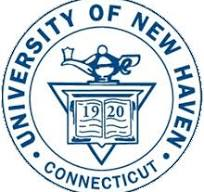 UNIVERSITY OF NEW HAVEN
1920
CONNECTICUT